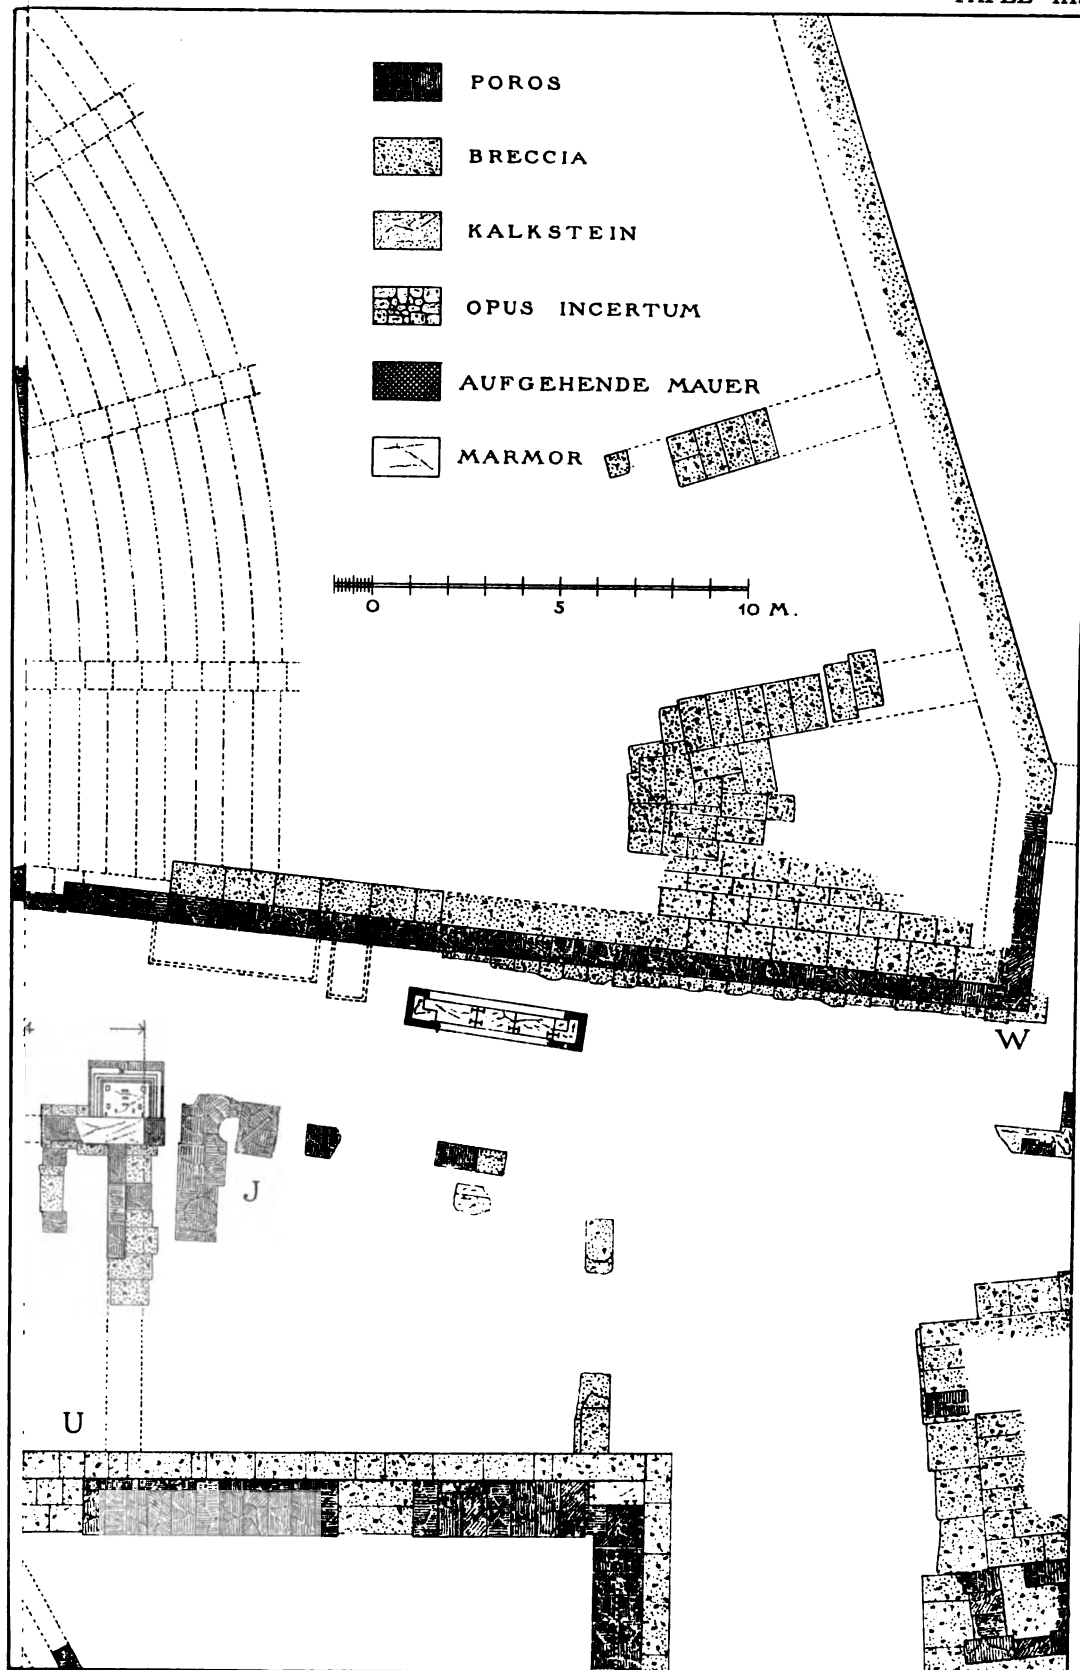 POROS
BRECCIA
KALKSTEIN
OPUS INCERTUM
AUFGEHENDE MAUER
MARMOR
0 5 10 M.
W
J
U